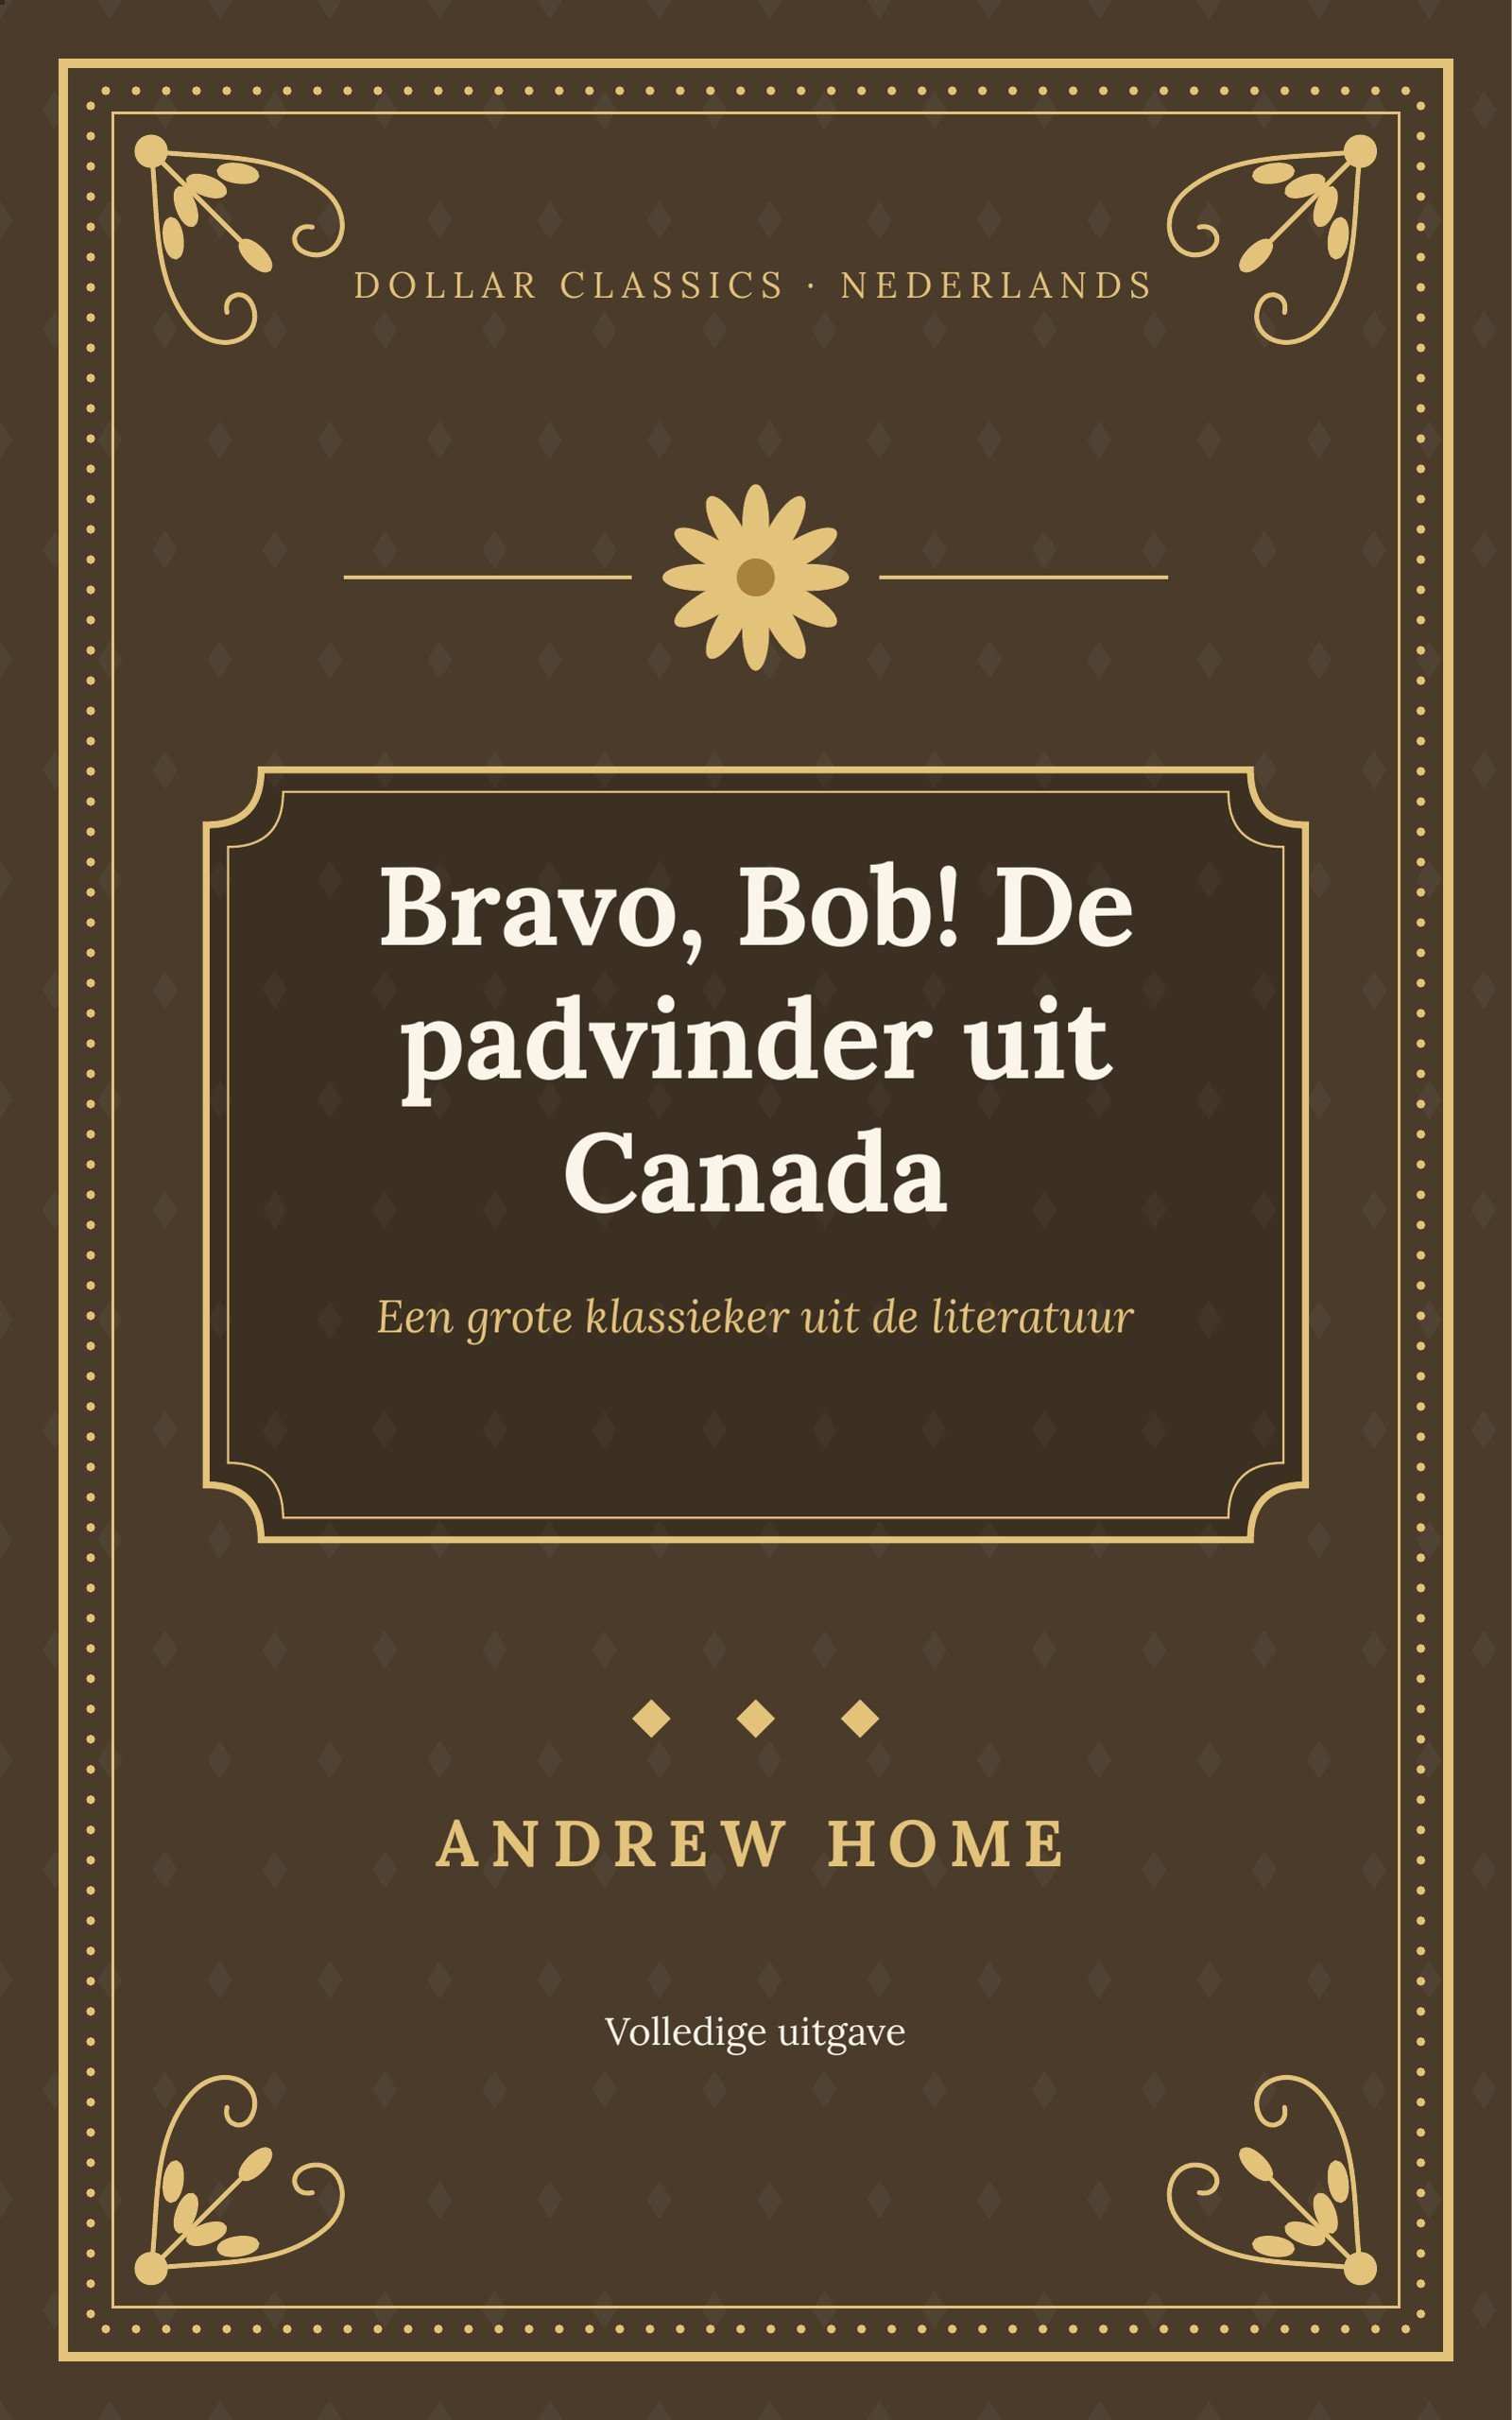 DOLLAR CLASSICS · NEDERLANDS
Bravo, Bob! De
padvinder uit
Canada
Een grote klassieker uit de literatuur
ANDREW HOME
Volledige uitgave